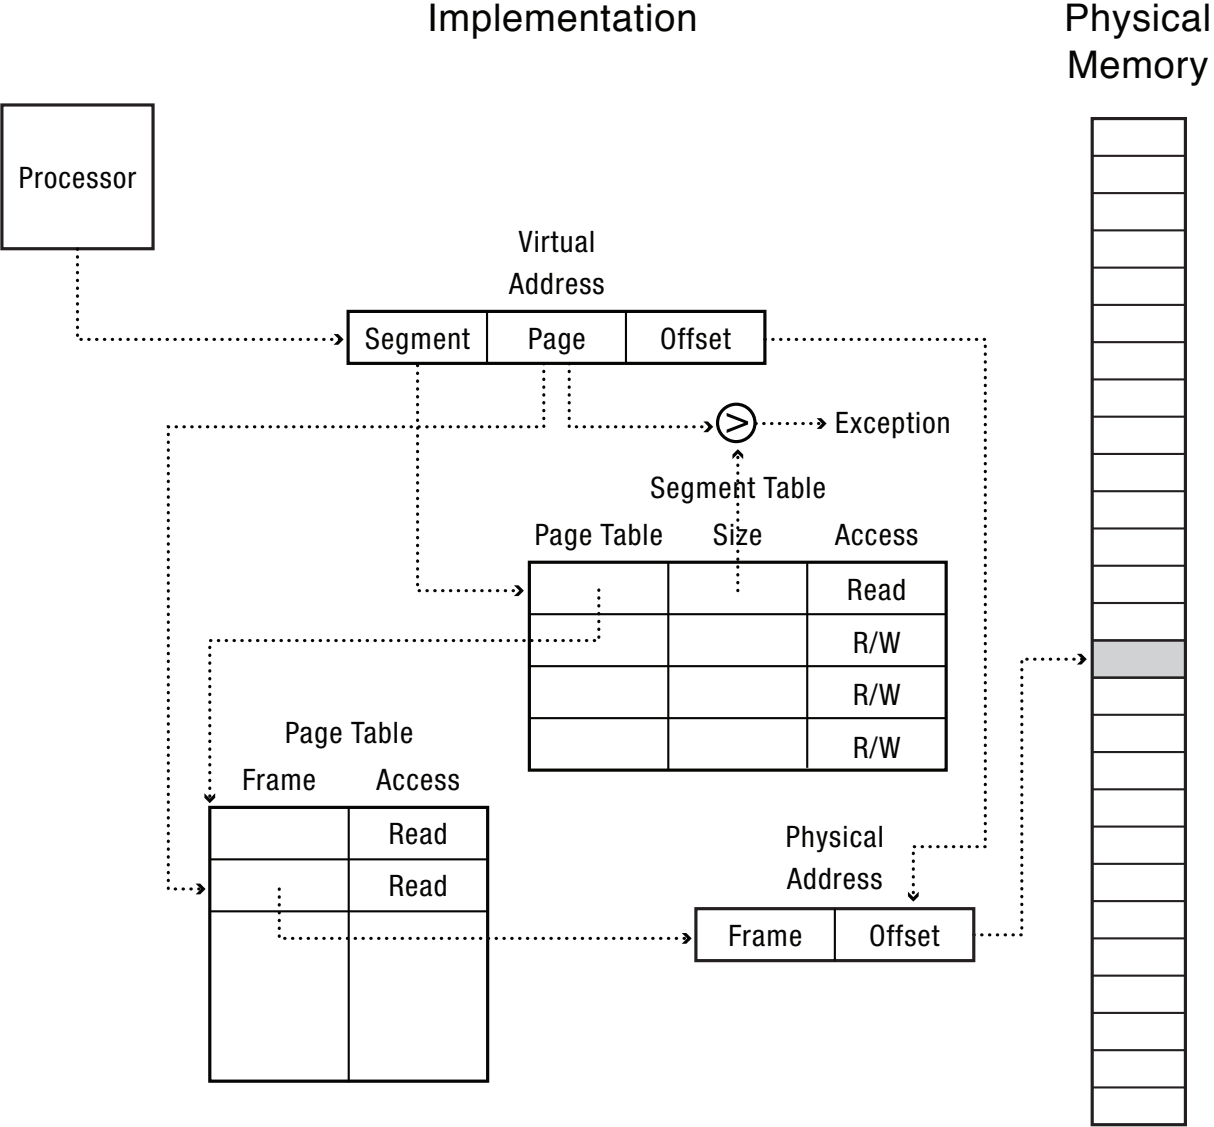 Implementation
Physical
Memory
Processor
Virtual
Address
Segment Page Offset
> Exception
Segment Table
Page Table Size Access
Read
R/W
R/W
R/W
Page Table
Frame Access
Read
Read
Physical
Address
Frame Offset